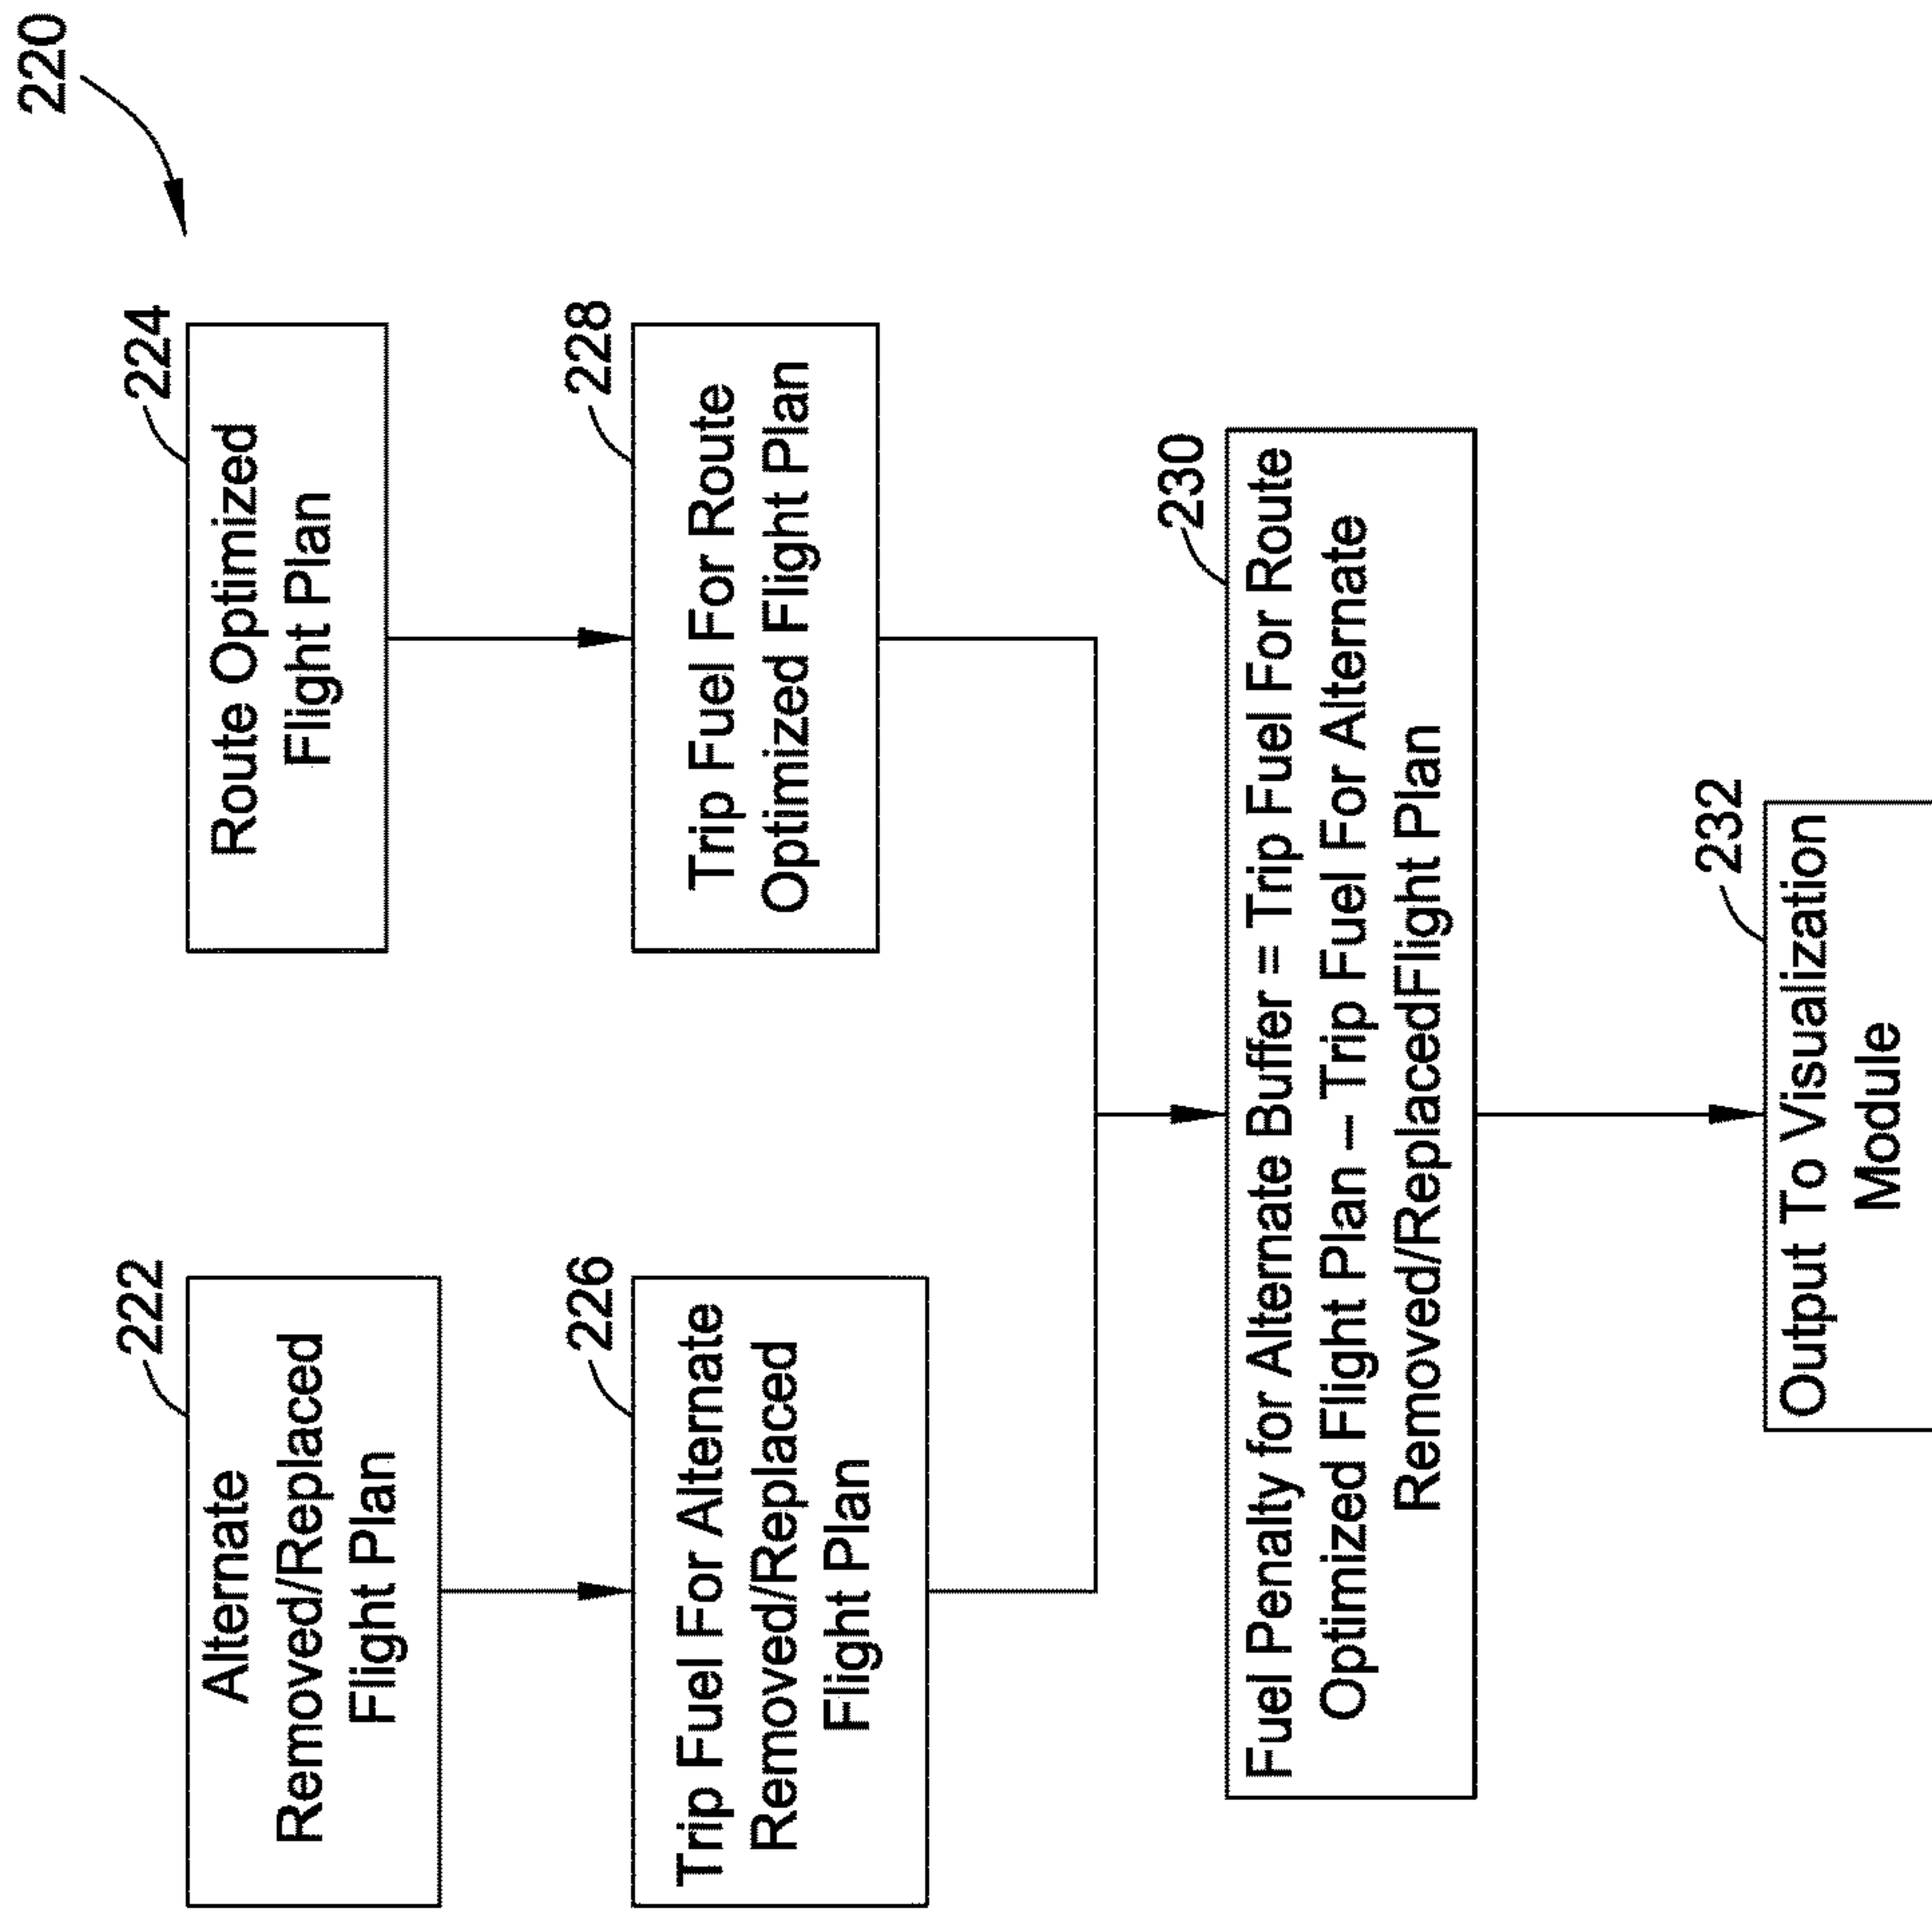 220
222
Alternate
Removed/Replaced
Flight Plan
224
Route Optimized
Flight Plan
226
Trip Fuel For Alternate
Removed/Replaced
Flight Plan
228
Trip Fuel For Route
Optimized Flight Plan
230
Fuel Penalty for Alternate Buffer = Trip Fuel For Route
Optimized Flight Plan – Trip Fuel For Alternate
Removed/ReplacedFlight Plan
232
Output To Visualization
Module